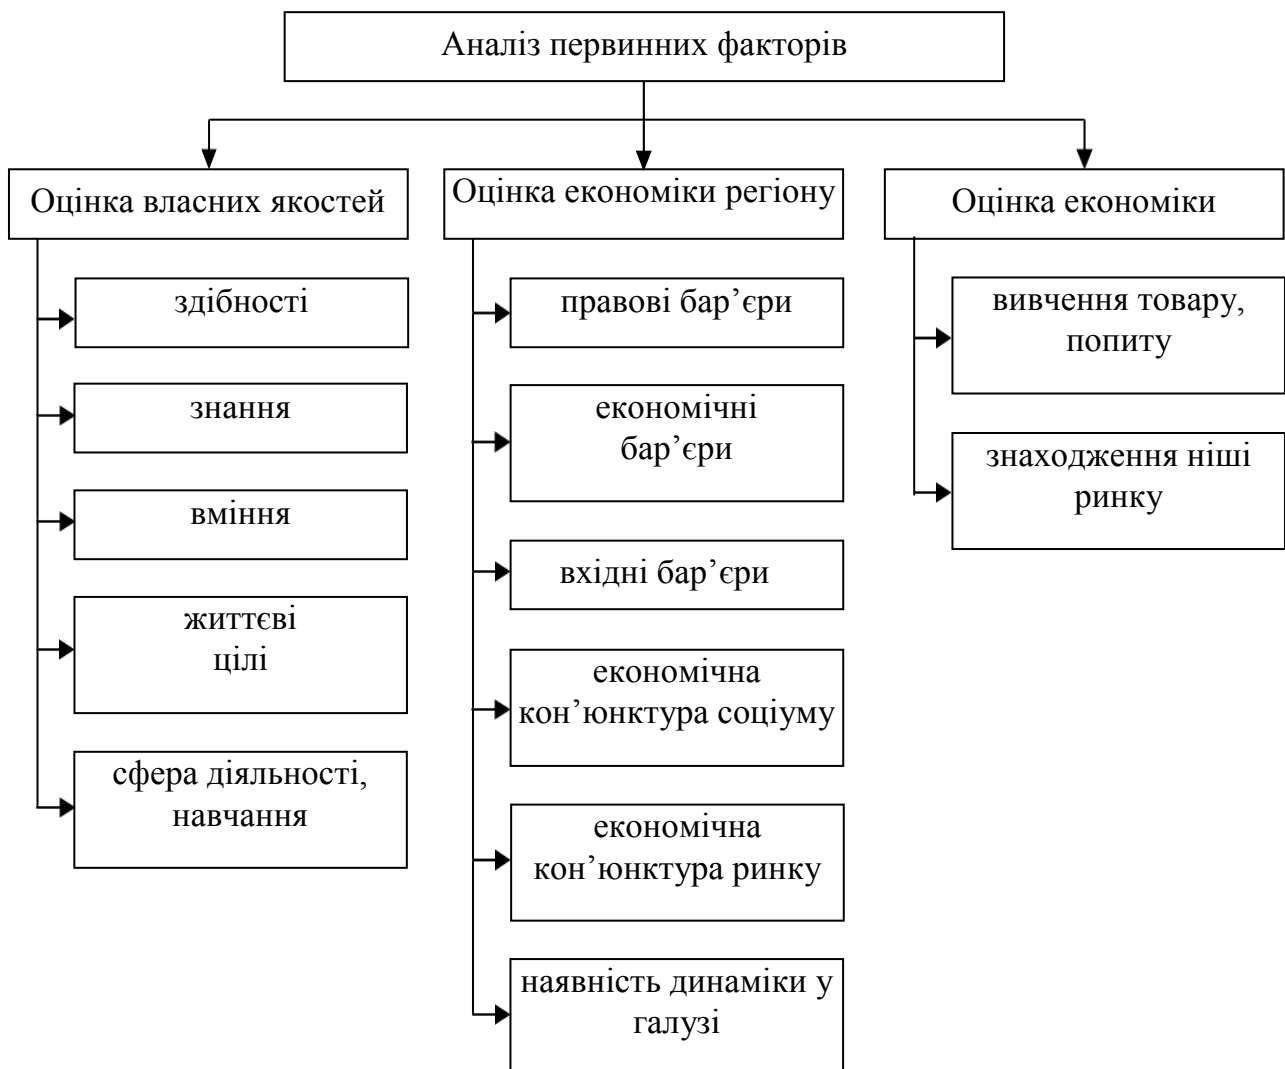 Аналіз первинних факторів
Оцінка власних якостей
здібності
знання
вміння
життєві
цілі
сфера діяльності,
навчання
Оцінка економіки регіону
правові бар’єри
економічні
бар’єри
вхідні бар’єри
економічна
кон’юнктура соціуму
економічна
кон’юнктура ринку
наявність динаміки у
галузі
Оцінка економіки
вивчення товару,
попиту
знаходження ніші
ринку